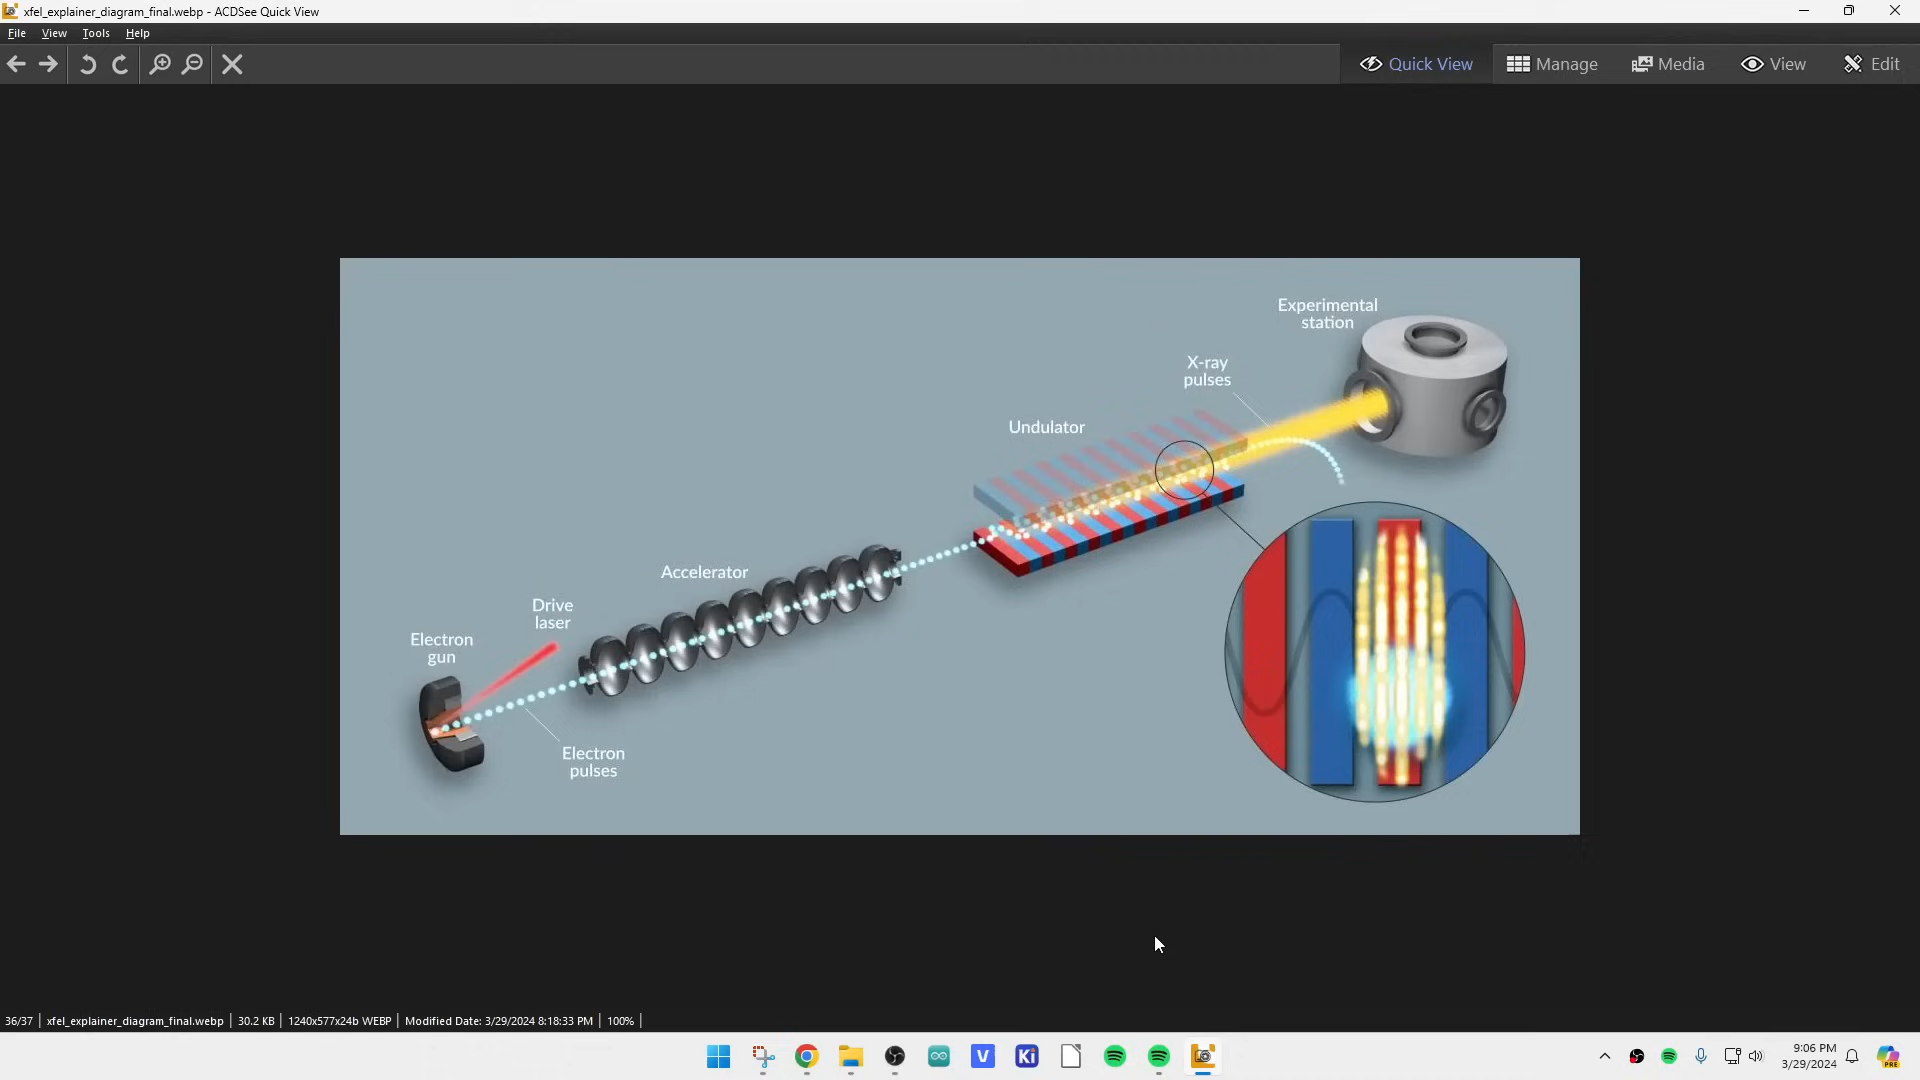 xfel_explainer_diagram_final.webp - ACDSee Quick View
File View Tools Help
Quick View Manage Media View Edit
Experimental
station
X-ray
pulses
Undulator
Accelerator
Drive
laser
Electron
gun
Electron
pulses
36/37 xfel_explainer_diagram_final.webp 30.2 KB 1240x577x24b WEBP Modified Date: 3/29/2024 8:18:33 PM 100%
V Ki
9:06 PM
3/29/2024
PRE